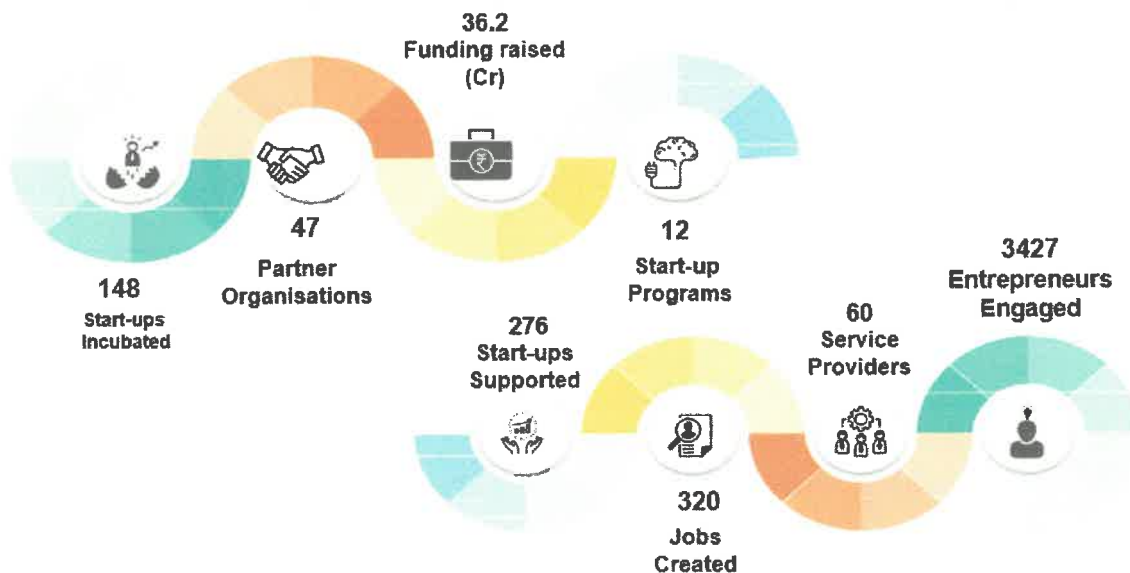 36.2
Funding raised
(Cr)
₹
47
Partner
Organisations
12
Start-up
Programs
148
Start-ups
Incubated
3427
Entrepreneurs
Engaged
276
Start-ups
Supported
60
Service
Providers
320
Jobs
Created